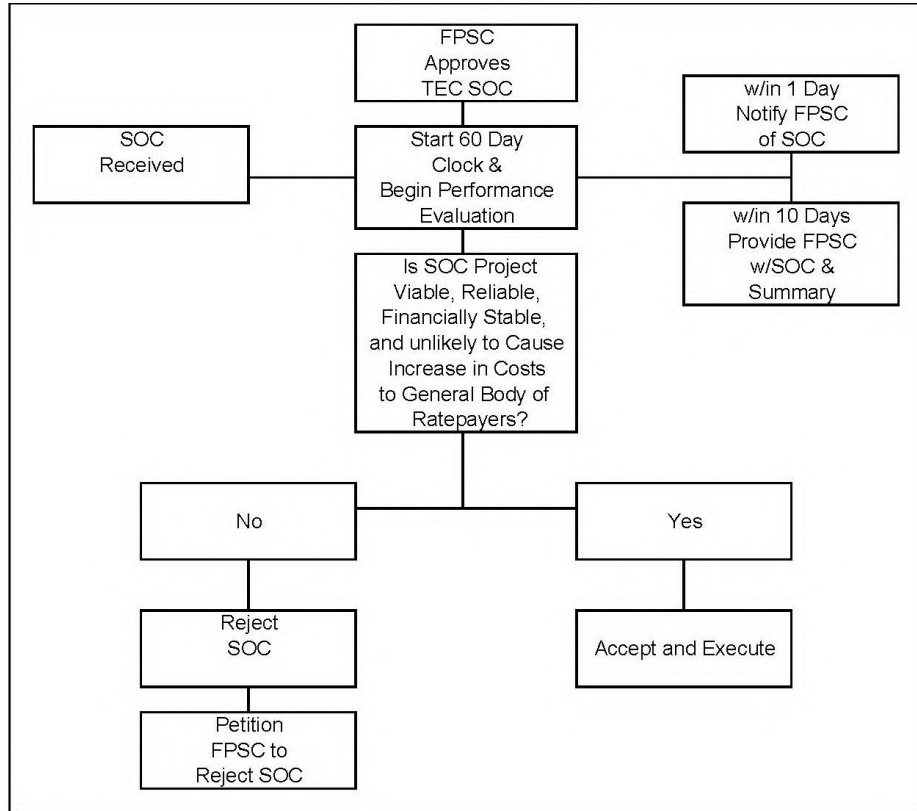 FPSC
Approves
TEC SOC
w/in 1 Day
Notify FPSC
of SOC
SOC
Received
Start 60 Day
Clock &
Begin Performance
Evaluation
w/in 10 Days
Provide FPSC
w/SOC &
Summary
Is SOC Project
Viable, Reliable,
Financially Stable,
and unlikely to Cause
Increase in Costs
to General Body of
Ratepayers?
No
Yes
Reject
SOC
Accept and Execute
Petition
FPSC to
Reject SOC